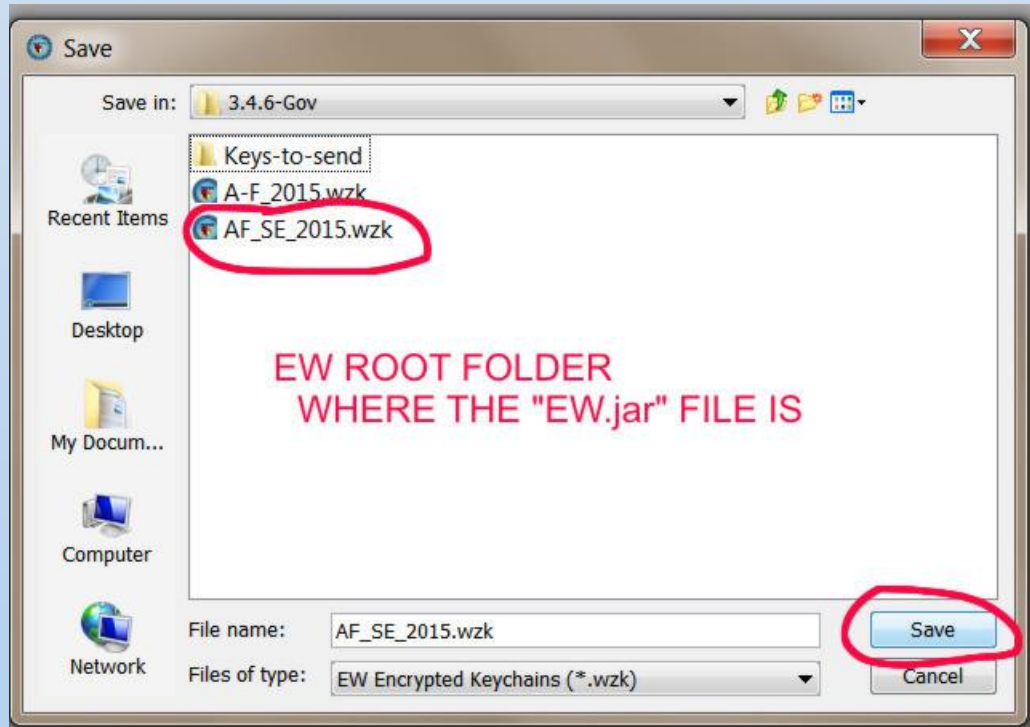 Save
X
Save in: 3.4.6-Gov
Keys-to-send
A-F_2015.wzk
AF_SE_2015.wzk
Recent Items
Desktop
My Docum...
Computer
Network
EW ROOT FOLDER
WHERE THE "EW.jar" FILE IS
File name: AF_SE_2015.wzk Save
Files of type: EW Encrypted Keychains (*.wzk) Cancel